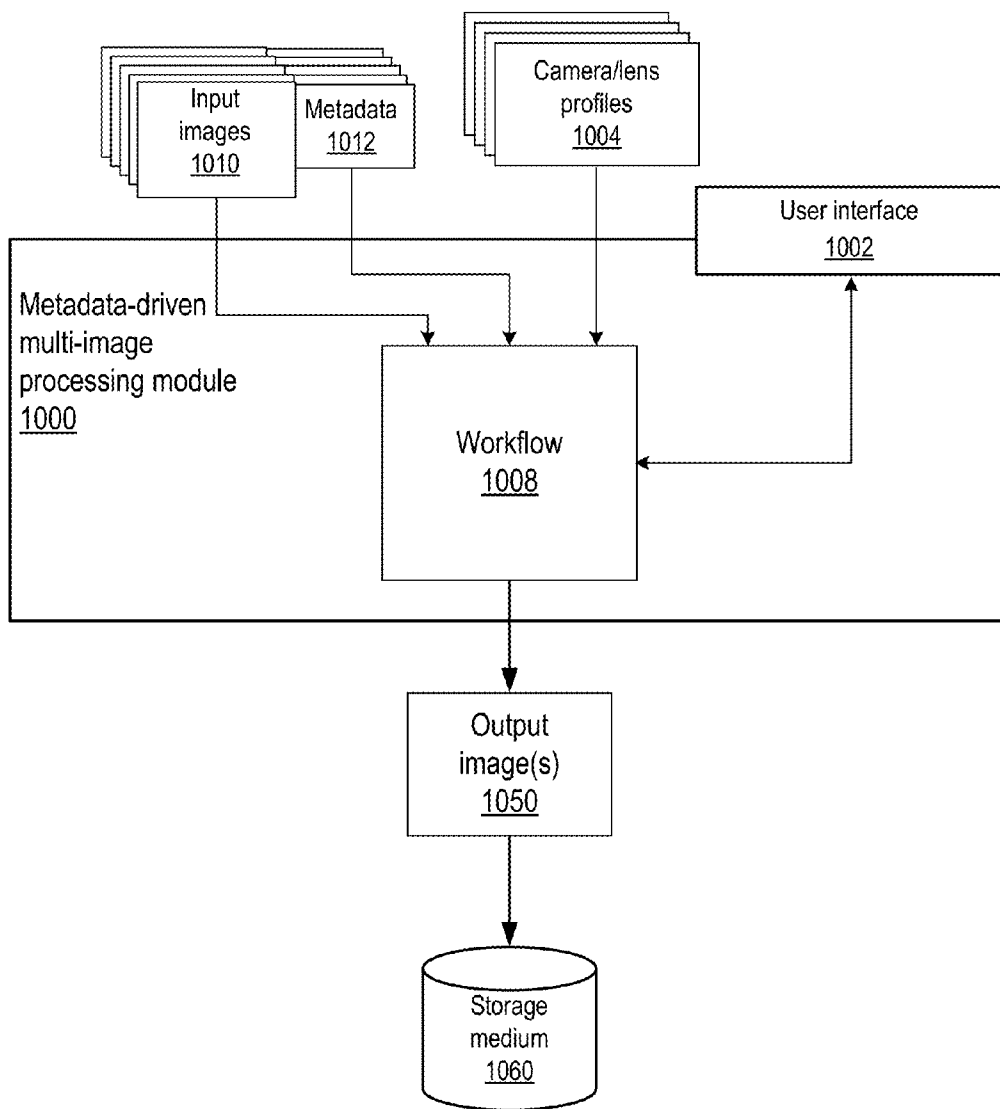 Input
images
1010
Metadata
1012
Camera/lens
profiles
1004
User interface
1002
Metadata-driven
multi-image
processing module
1000
Workflow
1008
Output
image(s)
1050
Storage
medium
1060